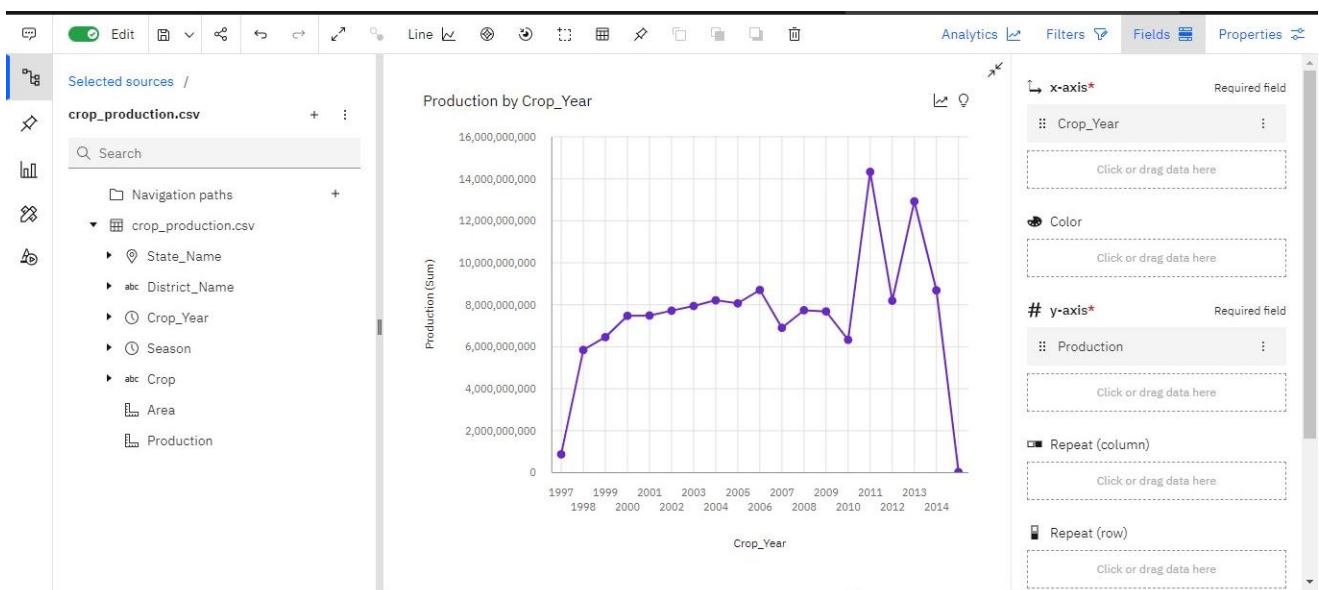 Edit
Line
Analytics
Filters
Fields
Properties
Selected sources /
crop_production.csv
Search
Navigation paths
crop_production.csv
State_Name
abc District_Name
Crop_Year
Season
abc Crop
Area
Production
Production by Crop_Year
16,000,000,000
14,000,000,000
12,000,000,000
10,000,000,000
8,000,000,000
6,000,000,000
4,000,000,000
2,000,000,000
0
Production (Sum)
1997 1999 2001 2003 2005 2007 2009 2011 2013
1998 2000 2002 2004 2006 2008 2010 2012 2014
Crop_Year
x-axis* Required field
Crop_Year
Click or drag data here
Color
Click or drag data here
# y-axis* Required field
Production
Click or drag data here
Repeat (column)
Click or drag data here
Repeat (row)
Click or drag data here